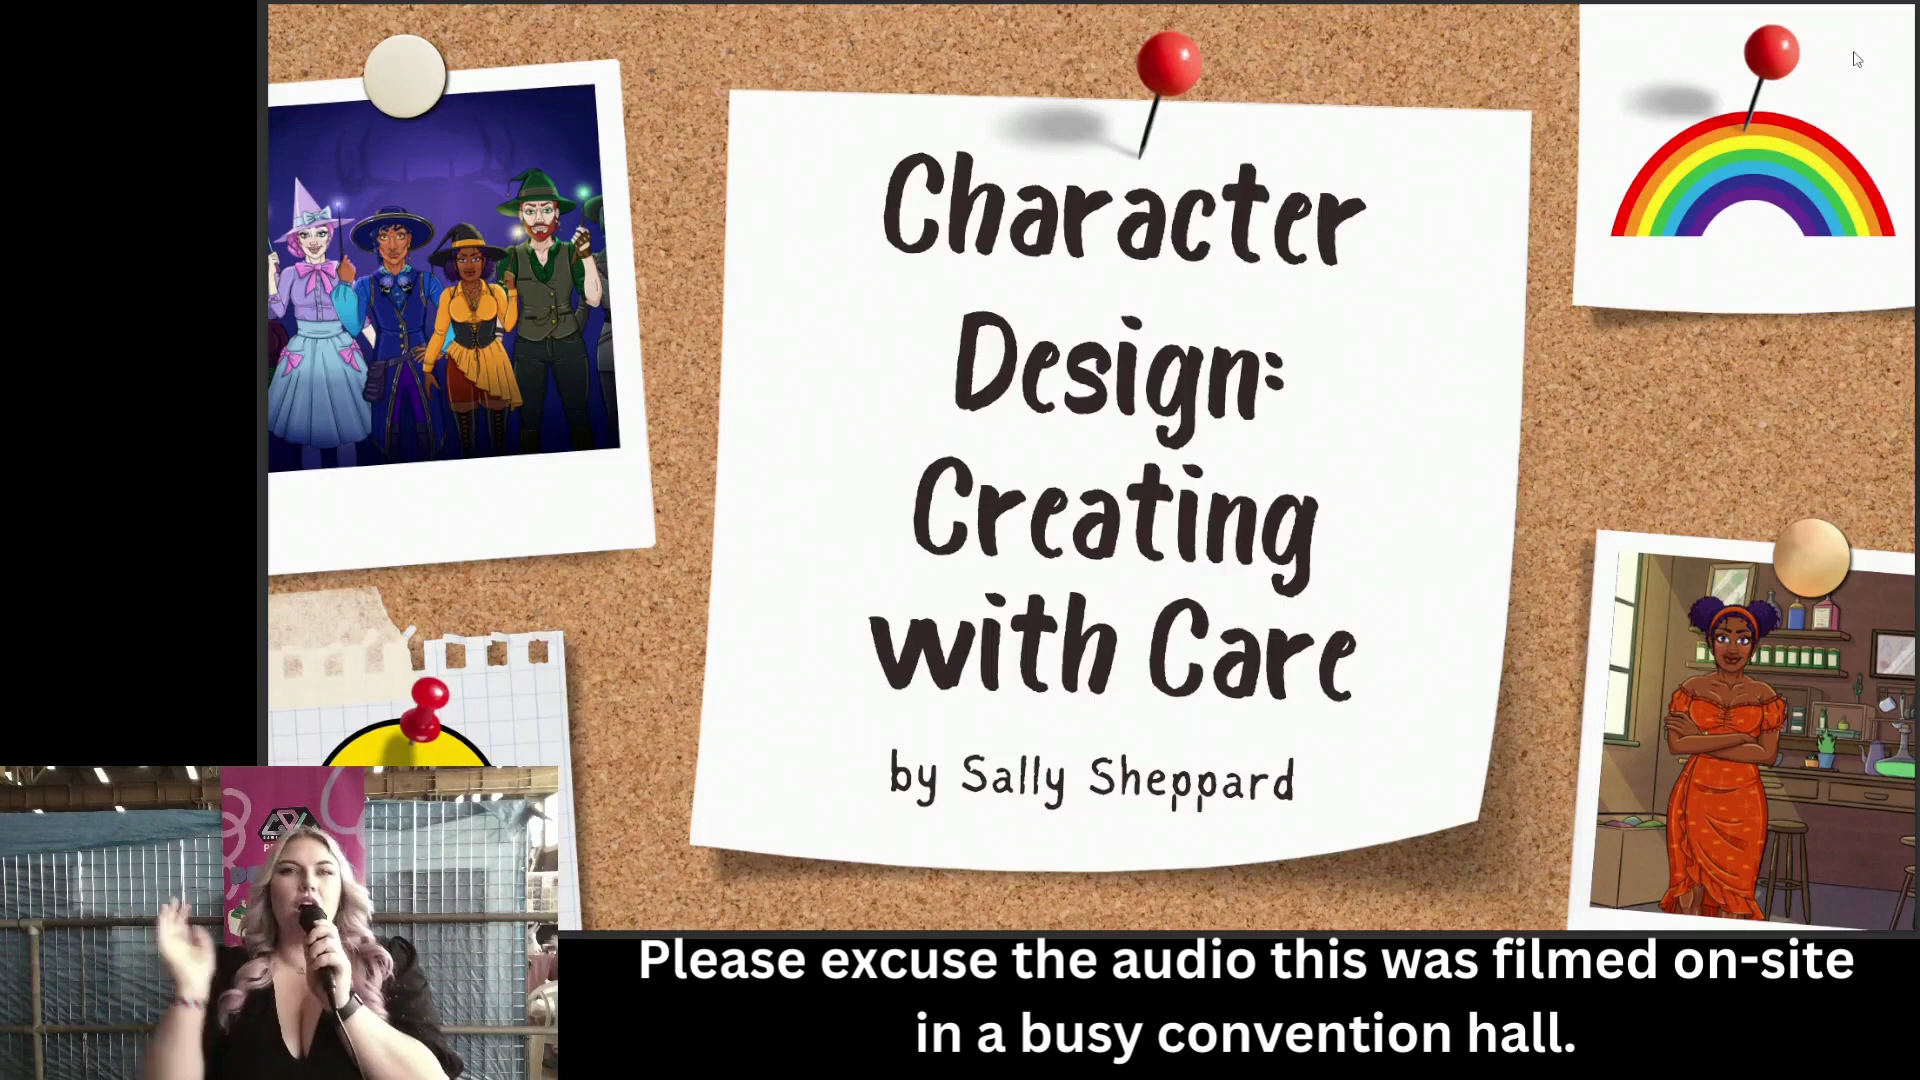 Character
Design:
Creating
with Care
by Sally Sheppard
Please excuse the audio this was filmed on-site
in a busy convention hall.